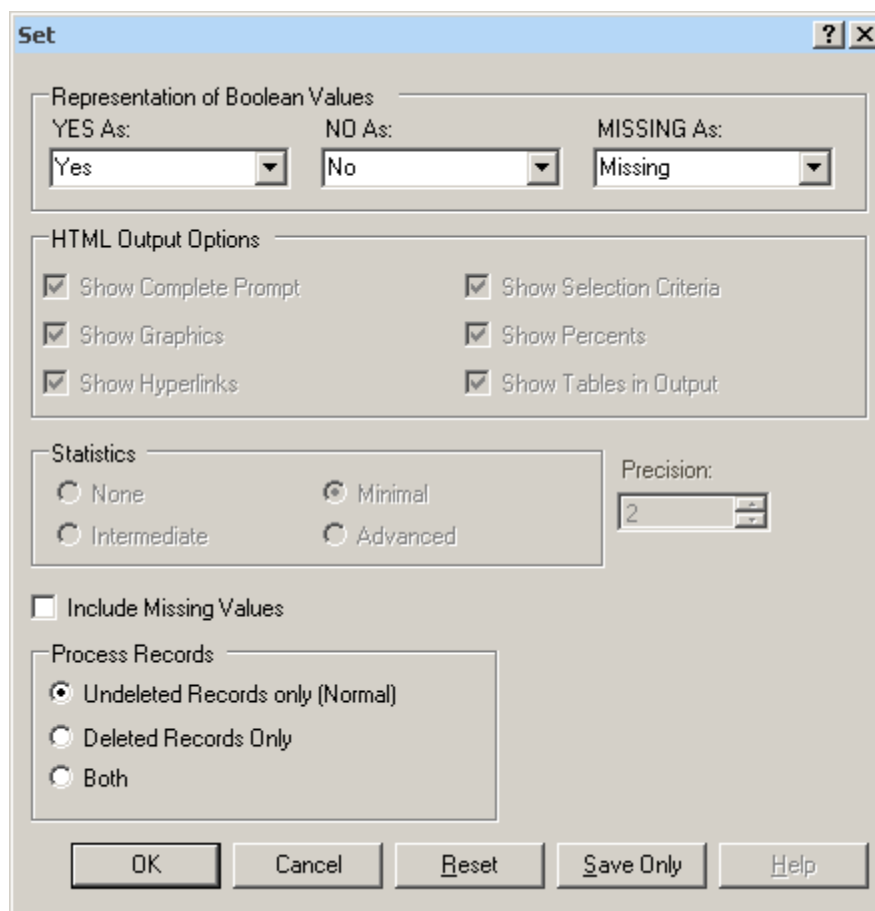 Set
Representation of Boolean Values
YES As: NO As: MISSING As:
Yes No Missing
HTML Output Options
Show Complete Prompt Show Selection Criteria
Show Graphics Show Percents
Show Hyperlinks Show Tables in Output
Statistics
Precision:
None Minimal
2
Intermediate Advanced
Include Missing Values
Process Records
Undeleted Records only (Normal)
Deleted Records Only
Both
OK Cancel Reset Save Only Help